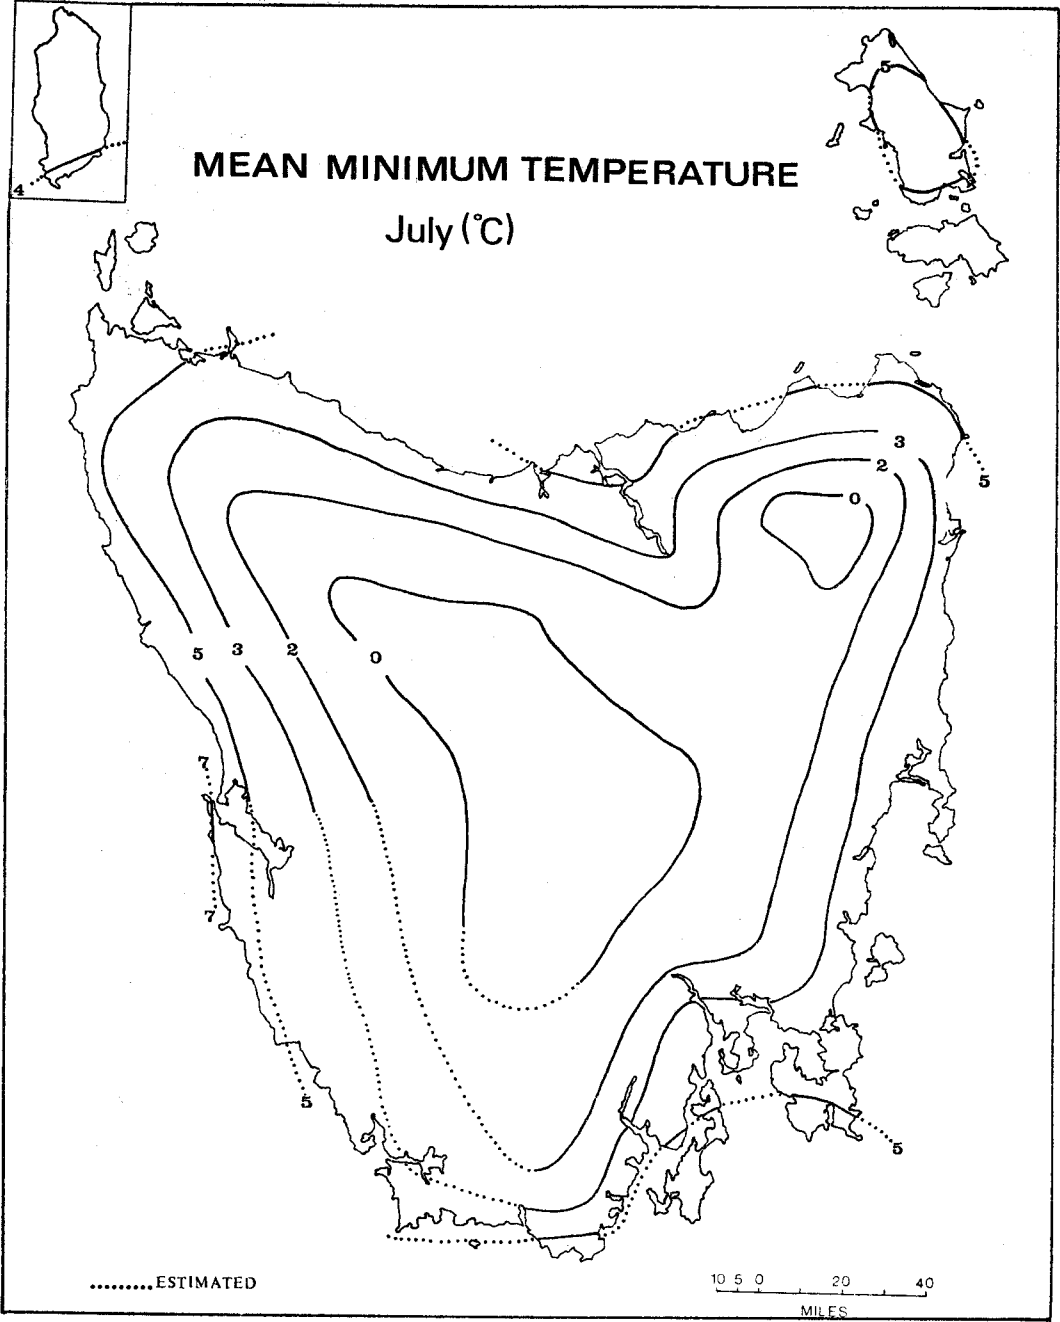 4
5
MEAN MINIMUM TEMPERATURE
July (°C)
3
2
0
5
5 3 2 0
7
7
5
5
.........ESTIMATED
10 5 0 20 40
MILES